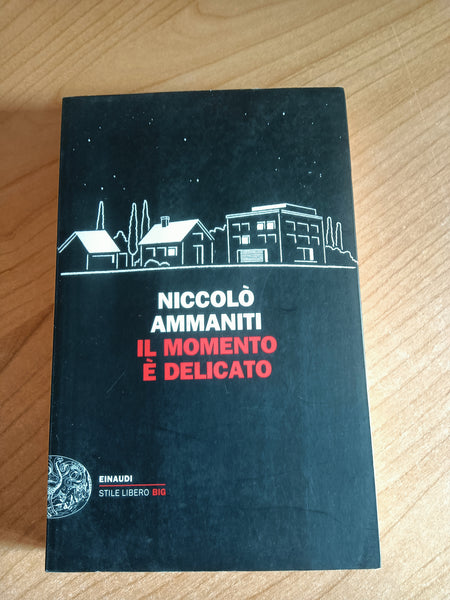 NICCOLÒ
AMMANITI
IL MOMENTO
È DELICATO
EINAUDI
STILE LIBERO BIG